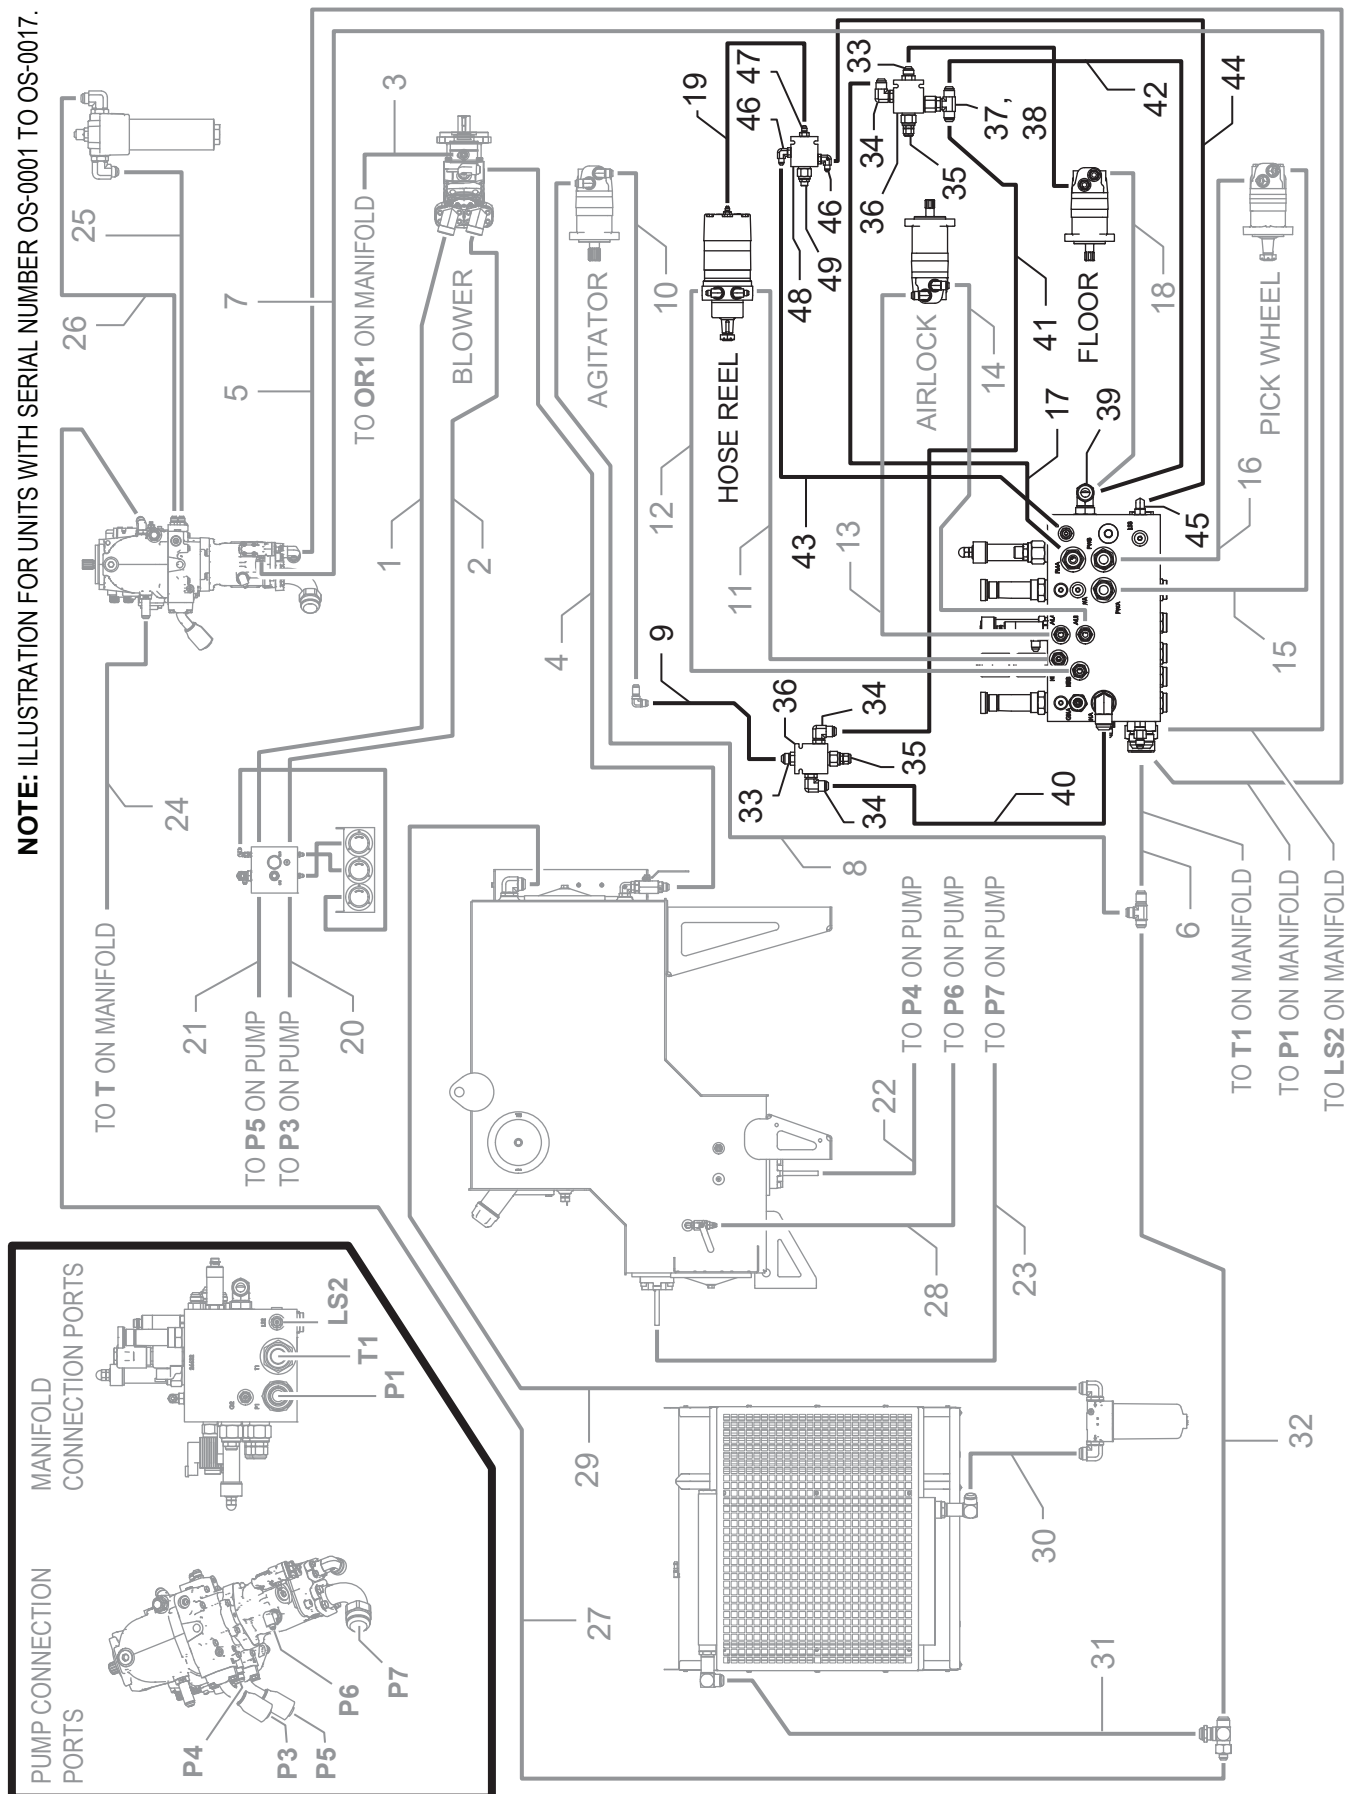 NOTE: ILLUSTRATION FOR UNITS WITH SERIAL NUMBER OS-0001 TO OS-0017.
PUMP CONNECTION
PORTS
P4
P3
P5
P6
P7
MANIFOLD
CONNECTION PORTS
LS2
T1
P1
TO T ON MANIFOLD
24
21
TO P5 ON PUMP
TO P3 ON PUMP
20
26
25
5
7
3
TO OR1 ON MANIFOLD
1
2
BLOWER
4
AGITATOR
10
12
11
9
8
HOSE REEL
19
46
47
48
49
46
43
13
AIRLOCK
14
33
34
36
35
37,
38
42
44
41
FLOOR
18
17
39
45
16
PICK WHEEL
15
36
34
33
35
34
40
6
22
TO P4 ON PUMP
TO P6 ON PUMP
TO P7 ON PUMP
28
23
TO T1 ON MANIFOLD
TO P1 ON MANIFOLD
TO LS2 ON MANIFOLD
29
27
30
31
32